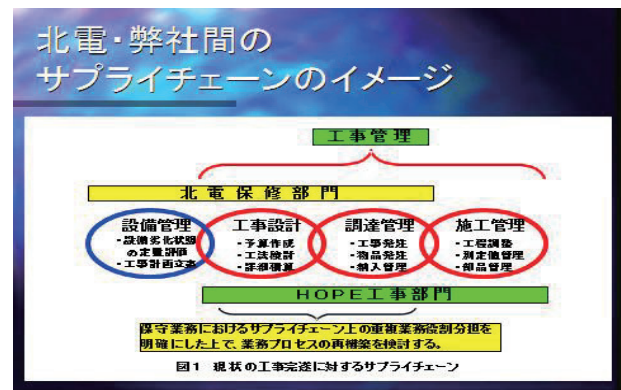 北電・弊社間の
サプライチェーンのイメージ
工事管理
北電保修部門
設備管理
・設備劣化状態
の定量評価
・工事計画立案
工事設計
・予算作成
・工法検討
・詳細積算
調達管理
・工事発注
・物品発注
・納入管理
施工管理
・工程調整
・測定値管理
・部品管理
HOPE工事部門
保守業務におけるサプライチェーン上の重複業務役割分担を
明確にした上で、業務プロセスの再構築を検討する。
図1 現状の工事完遂に対するサプライチェーン